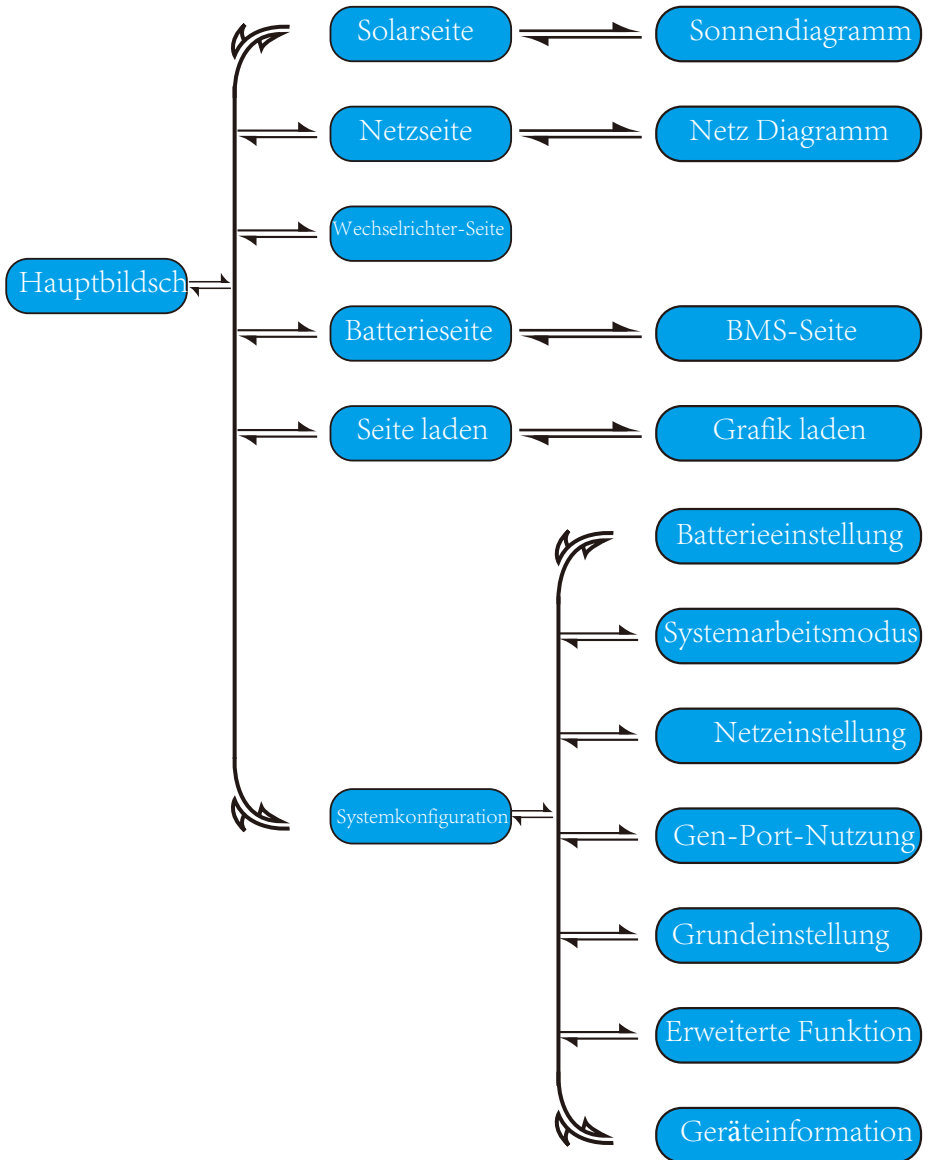 Solarseite
Sonnendiagramm
Netzseite
Netz Diagramm
Wechselrichter-Seite
Hauptbildsch
Batterieseite
BMS-Seite
Seite laden
Grafik laden
Batterieeinstellung
Systemarbeitsmodus
Netzeinstellung
Systemkonfiguration
Gen-Port-Nutzung
Grundeinstellung
Erweiterte Funktion
Geräteinformation